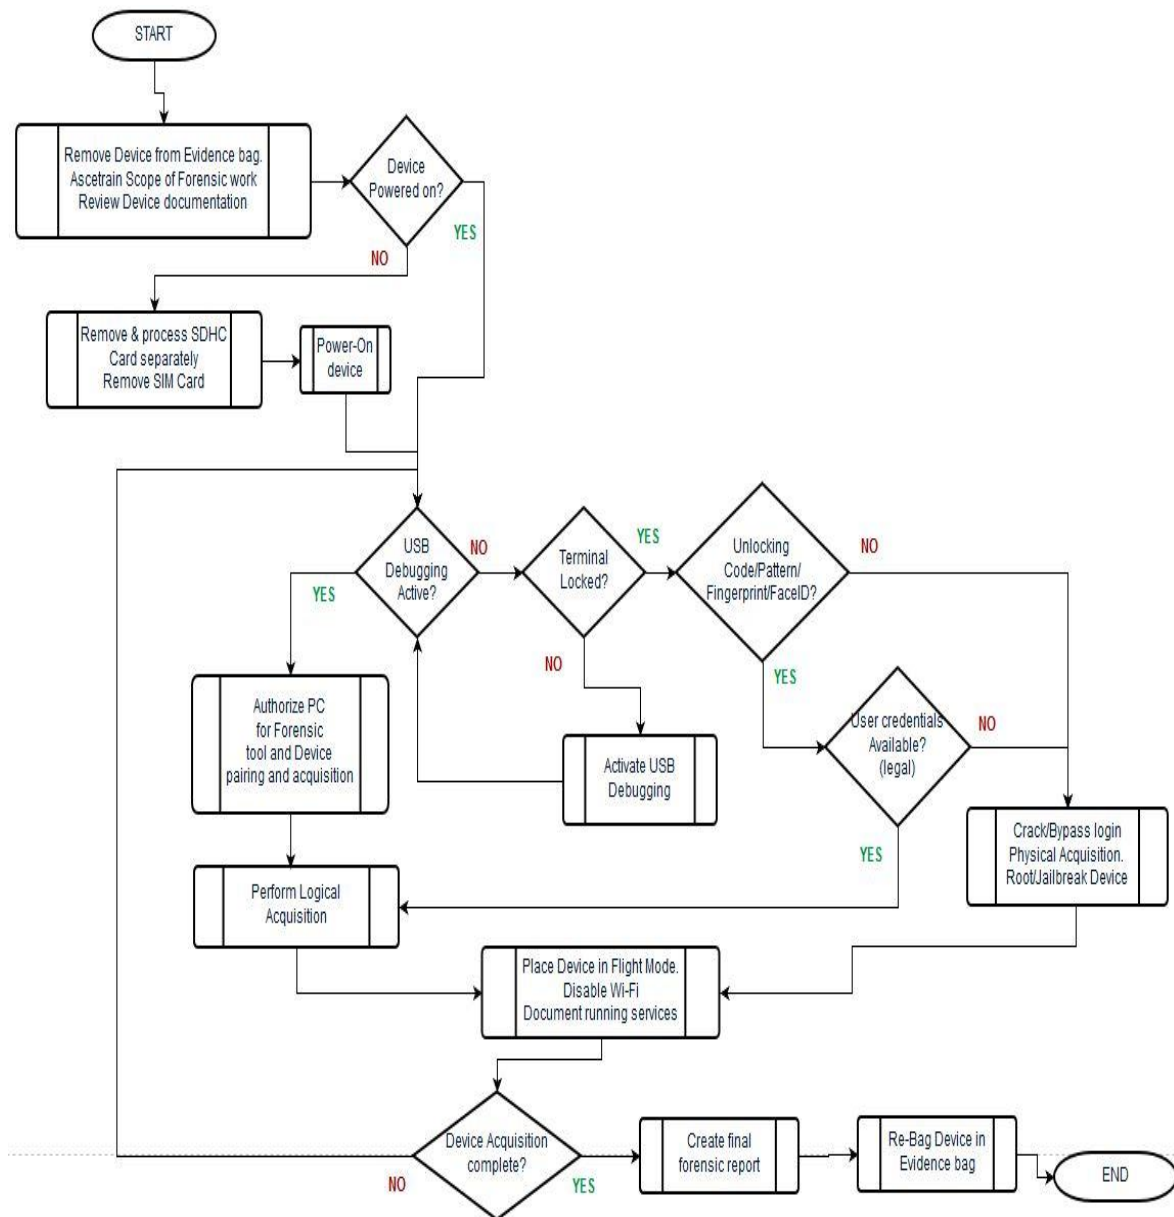 START
Remove Device from Evidence bag.
Ascetrain Scope of Forensic work
Review Device documentation
Device
Powered on?
YES
NO
Remove & process SDHC
Card separately
Remove SIM Card
Power-On
device
USB
Debugging
Active?
NO
YES
Terminal
Locked?
YES
NO
Unlocking
Code/Pattern/
Fingerprint/FaceID?
NO
YES
User credentials
Available?
(legal)
NO
YES
Authorize PC
for Forensic
tool and Device
pairing and acquisition
Activate USB
Debugging
Crack/Bypass login
Physical Acquisition.
Root/Jailbreak Device
Perform Logical
Acquisition
Place Device in Flight Mode.
Disable Wi-Fi
Document running services
Device Acquisition
complete?
NO
YES
Create final
forensic report
Re-Bag Device in
Evidence bag
END